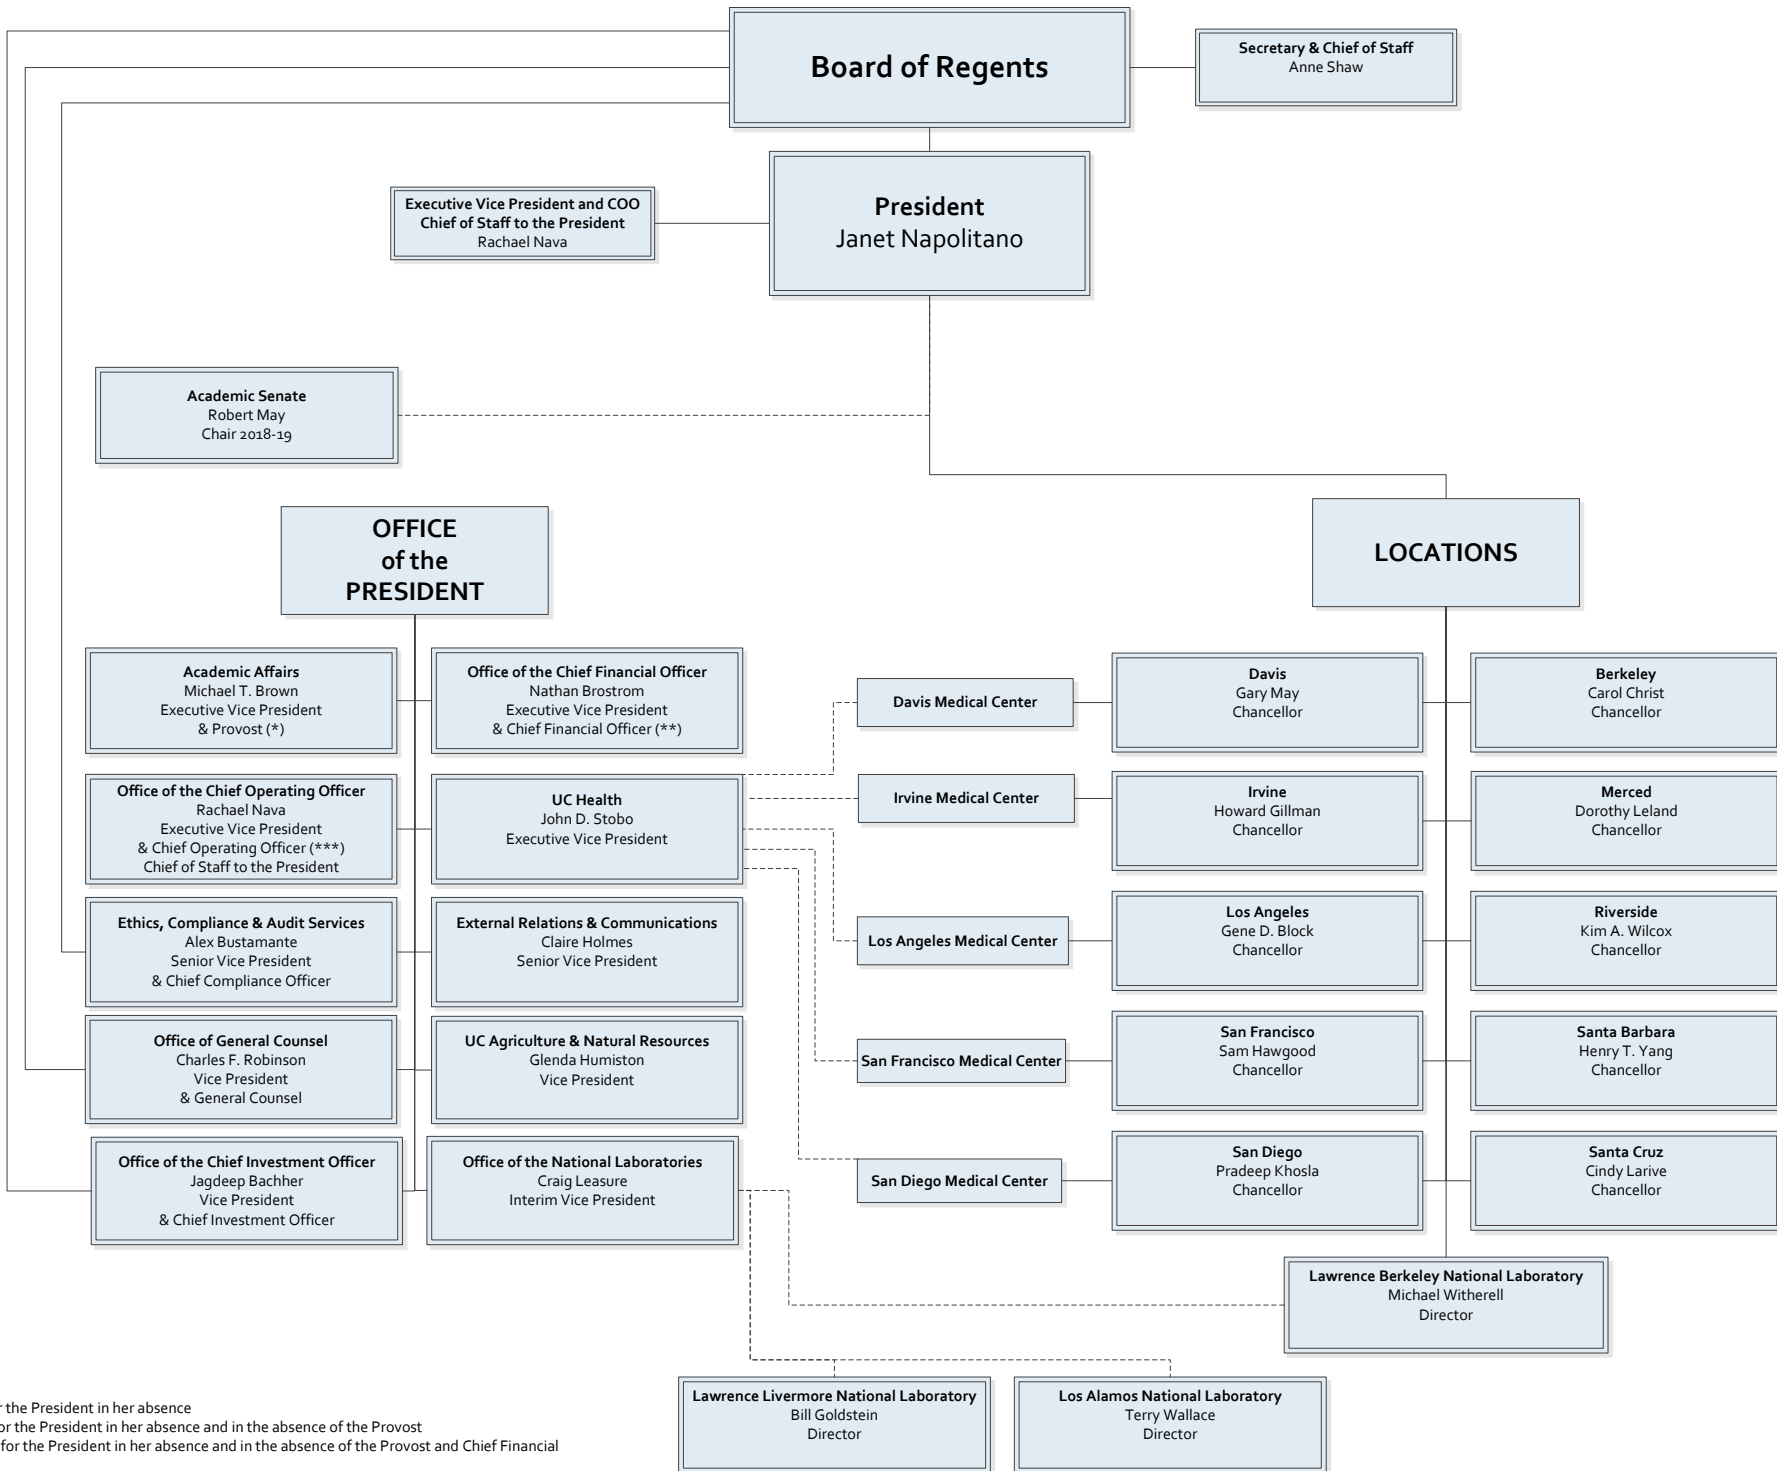 Board of Regents
Secretary & Chief of Staff
Anne Shaw
President
Janet Napolitano
Executive Vice President and COO
Chief of Staff to the President
Rachael Nava
Academic Senate
Robert May
Chair 2018-19
OFFICE
of the
PRESIDENT
LOCATIONS
Academic Affairs
Michael T. Brown
Executive Vice President
& Provost (*)
Office of the Chief Financial Officer
Nathan Brostrom
Executive Vice President
& Chief Financial Officer (**)
Office of the Chief Operating Officer
Rachael Nava
Executive Vice President
& Chief Operating Officer (***)
Chief of Staff to the President
UC Health
John D. Stobo
Executive Vice President
Ethics, Compliance & Audit Services
Alex Bustamante
Senior Vice President
& Chief Compliance Officer
External Relations & Communications
Claire Holmes
Senior Vice President
Office of General Counsel
Charles F. Robinson
Vice President
& General Counsel
UC Agriculture & Natural Resources
Glenda Humiston
Vice President
Office of the Chief Investment Officer
Jagdeep Bachher
Vice President
& Chief Investment Officer
Office of the National Laboratories
Craig Leasure
Interim Vice President
Davis Medical Center
Irvine Medical Center
Los Angeles Medical Center
San Francisco Medical Center
San Diego Medical Center
Davis
Gary May
Chancellor
Berkeley
Carol Christ
Chancellor
Irvine
Howard Gillman
Chancellor
Merced
Dorothy Leland
Chancellor
Los Angeles
Gene D. Block
Chancellor
Riverside
Kim A. Wilcox
Chancellor
San Francisco
Sam Hawgood
Chancellor
Santa Barbara
Henry T. Yang
Chancellor
San Diego
Pradeep Khosla
Chancellor
Santa Cruz
Cindy Larive
Chancellor
Lawrence Berkeley National Laboratory
Michael Witherell
Director
Lawrence Livermore National Laboratory
Bill Goldstein
Director
Los Alamos National Laboratory
Terry Wallace
Director
the President in her absence
the President in her absence and in the absence of the Provost
for the President in her absence and in the absence of the Provost and Chief Financial